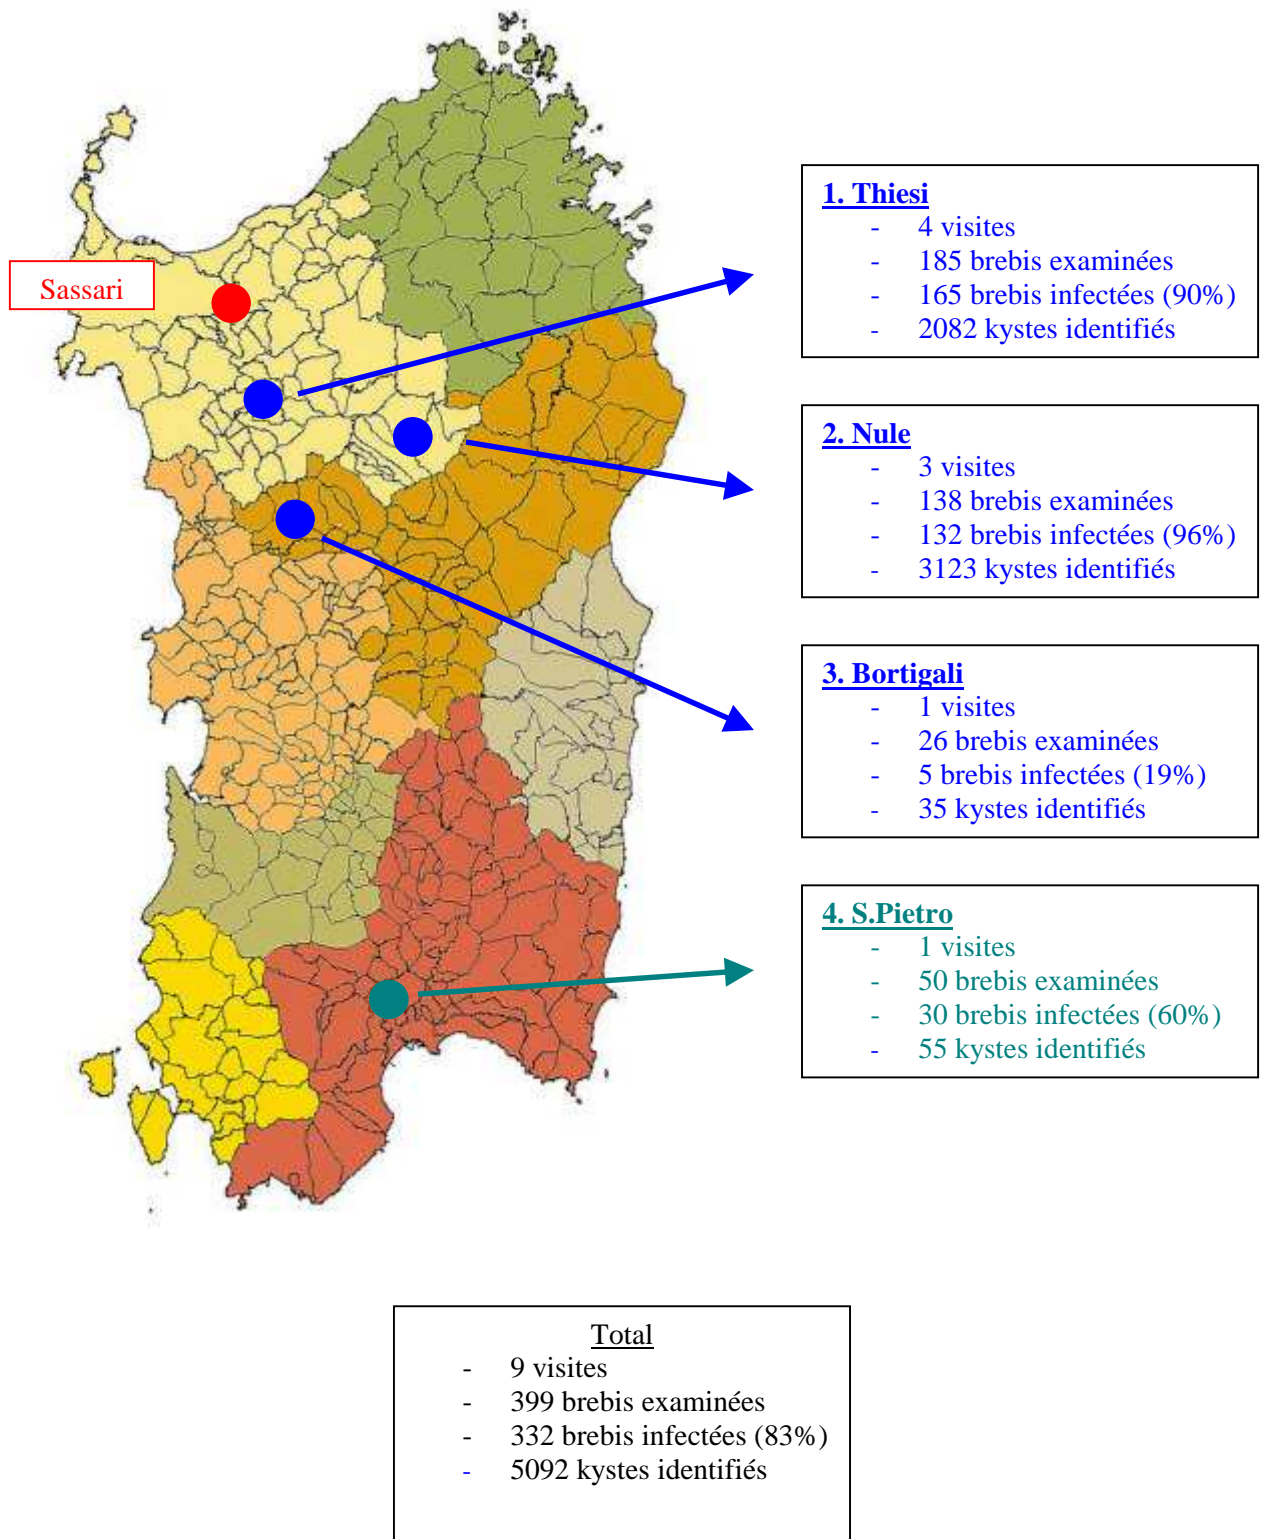 Sassari
1. Thiesi
- 4 visites
- 185 brebis examinées
- 165 brebis infectées (90%)
- 2082 kystes identifiés
2. Nule
- 3 visites
- 138 brebis examinées
- 132 brebis infectées (96%)
- 3123 kystes identifiés
3. Bortigali
- 1 visites
- 26 brebis examinées
- 5 brebis infectées (19%)
- 35 kystes identifiés
4. S.Pietro
- 1 visites
- 50 brebis examinées
- 30 brebis infectées (60%)
- 55 kystes identifiés
Total
- 9 visites
- 399 brebis examinées
- 332 brebis infectées (83%)
- 5092 kystes identifiés